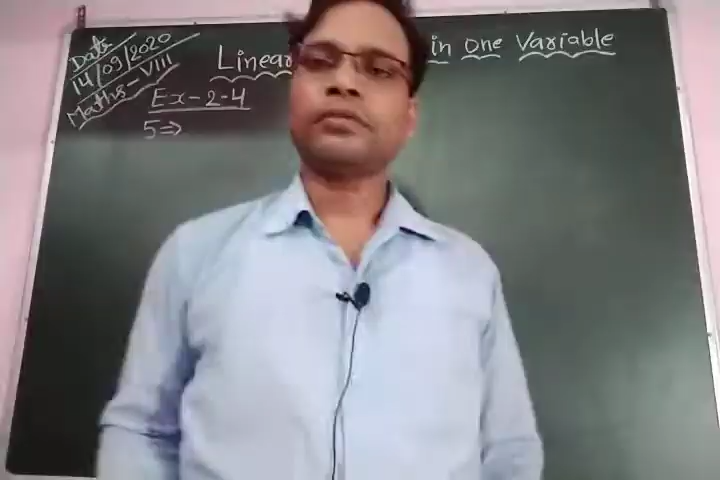 Date
14/09/2020
Maths-VIII
Linear in one Variable
Ex-2.4
5⇒